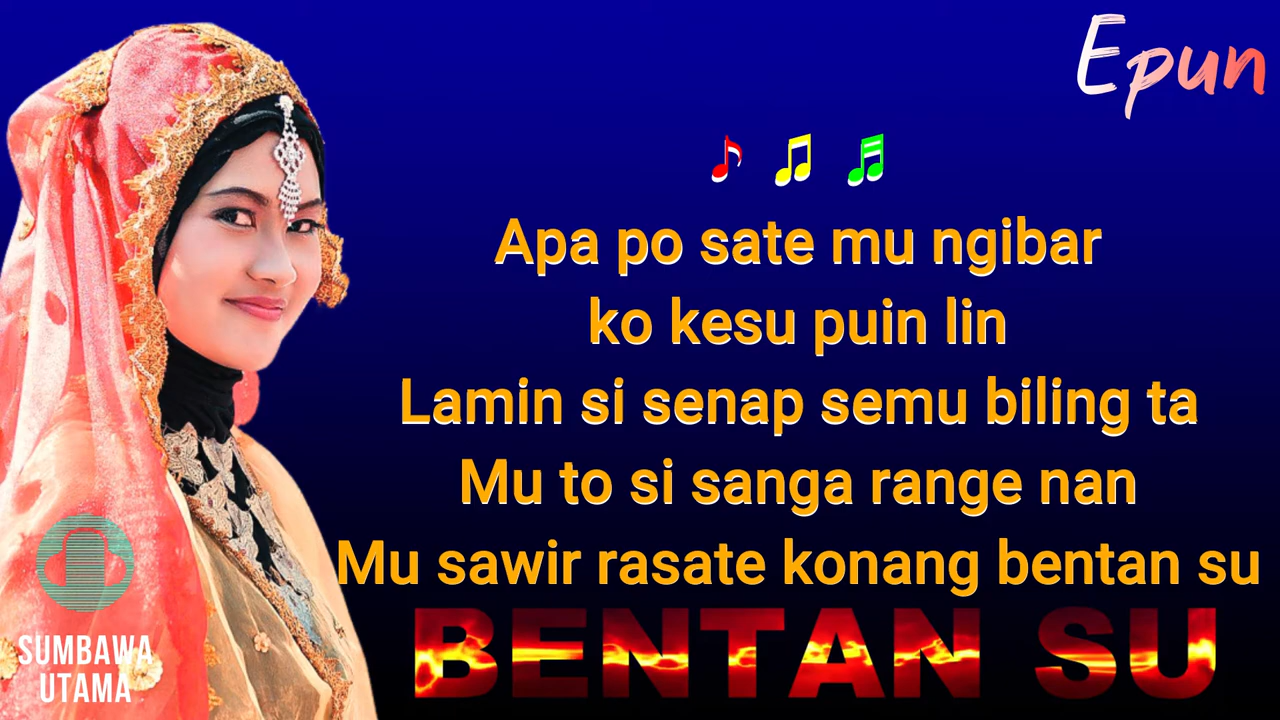 Epun
Apa po sate mu ngibar
ko kesu puin lin
Lamin si senap semu biling ta
Mu to si sanga range nan
Mu sawir rasate konang bentan su
BENTAN SU
SUMBAWA
UTAMA